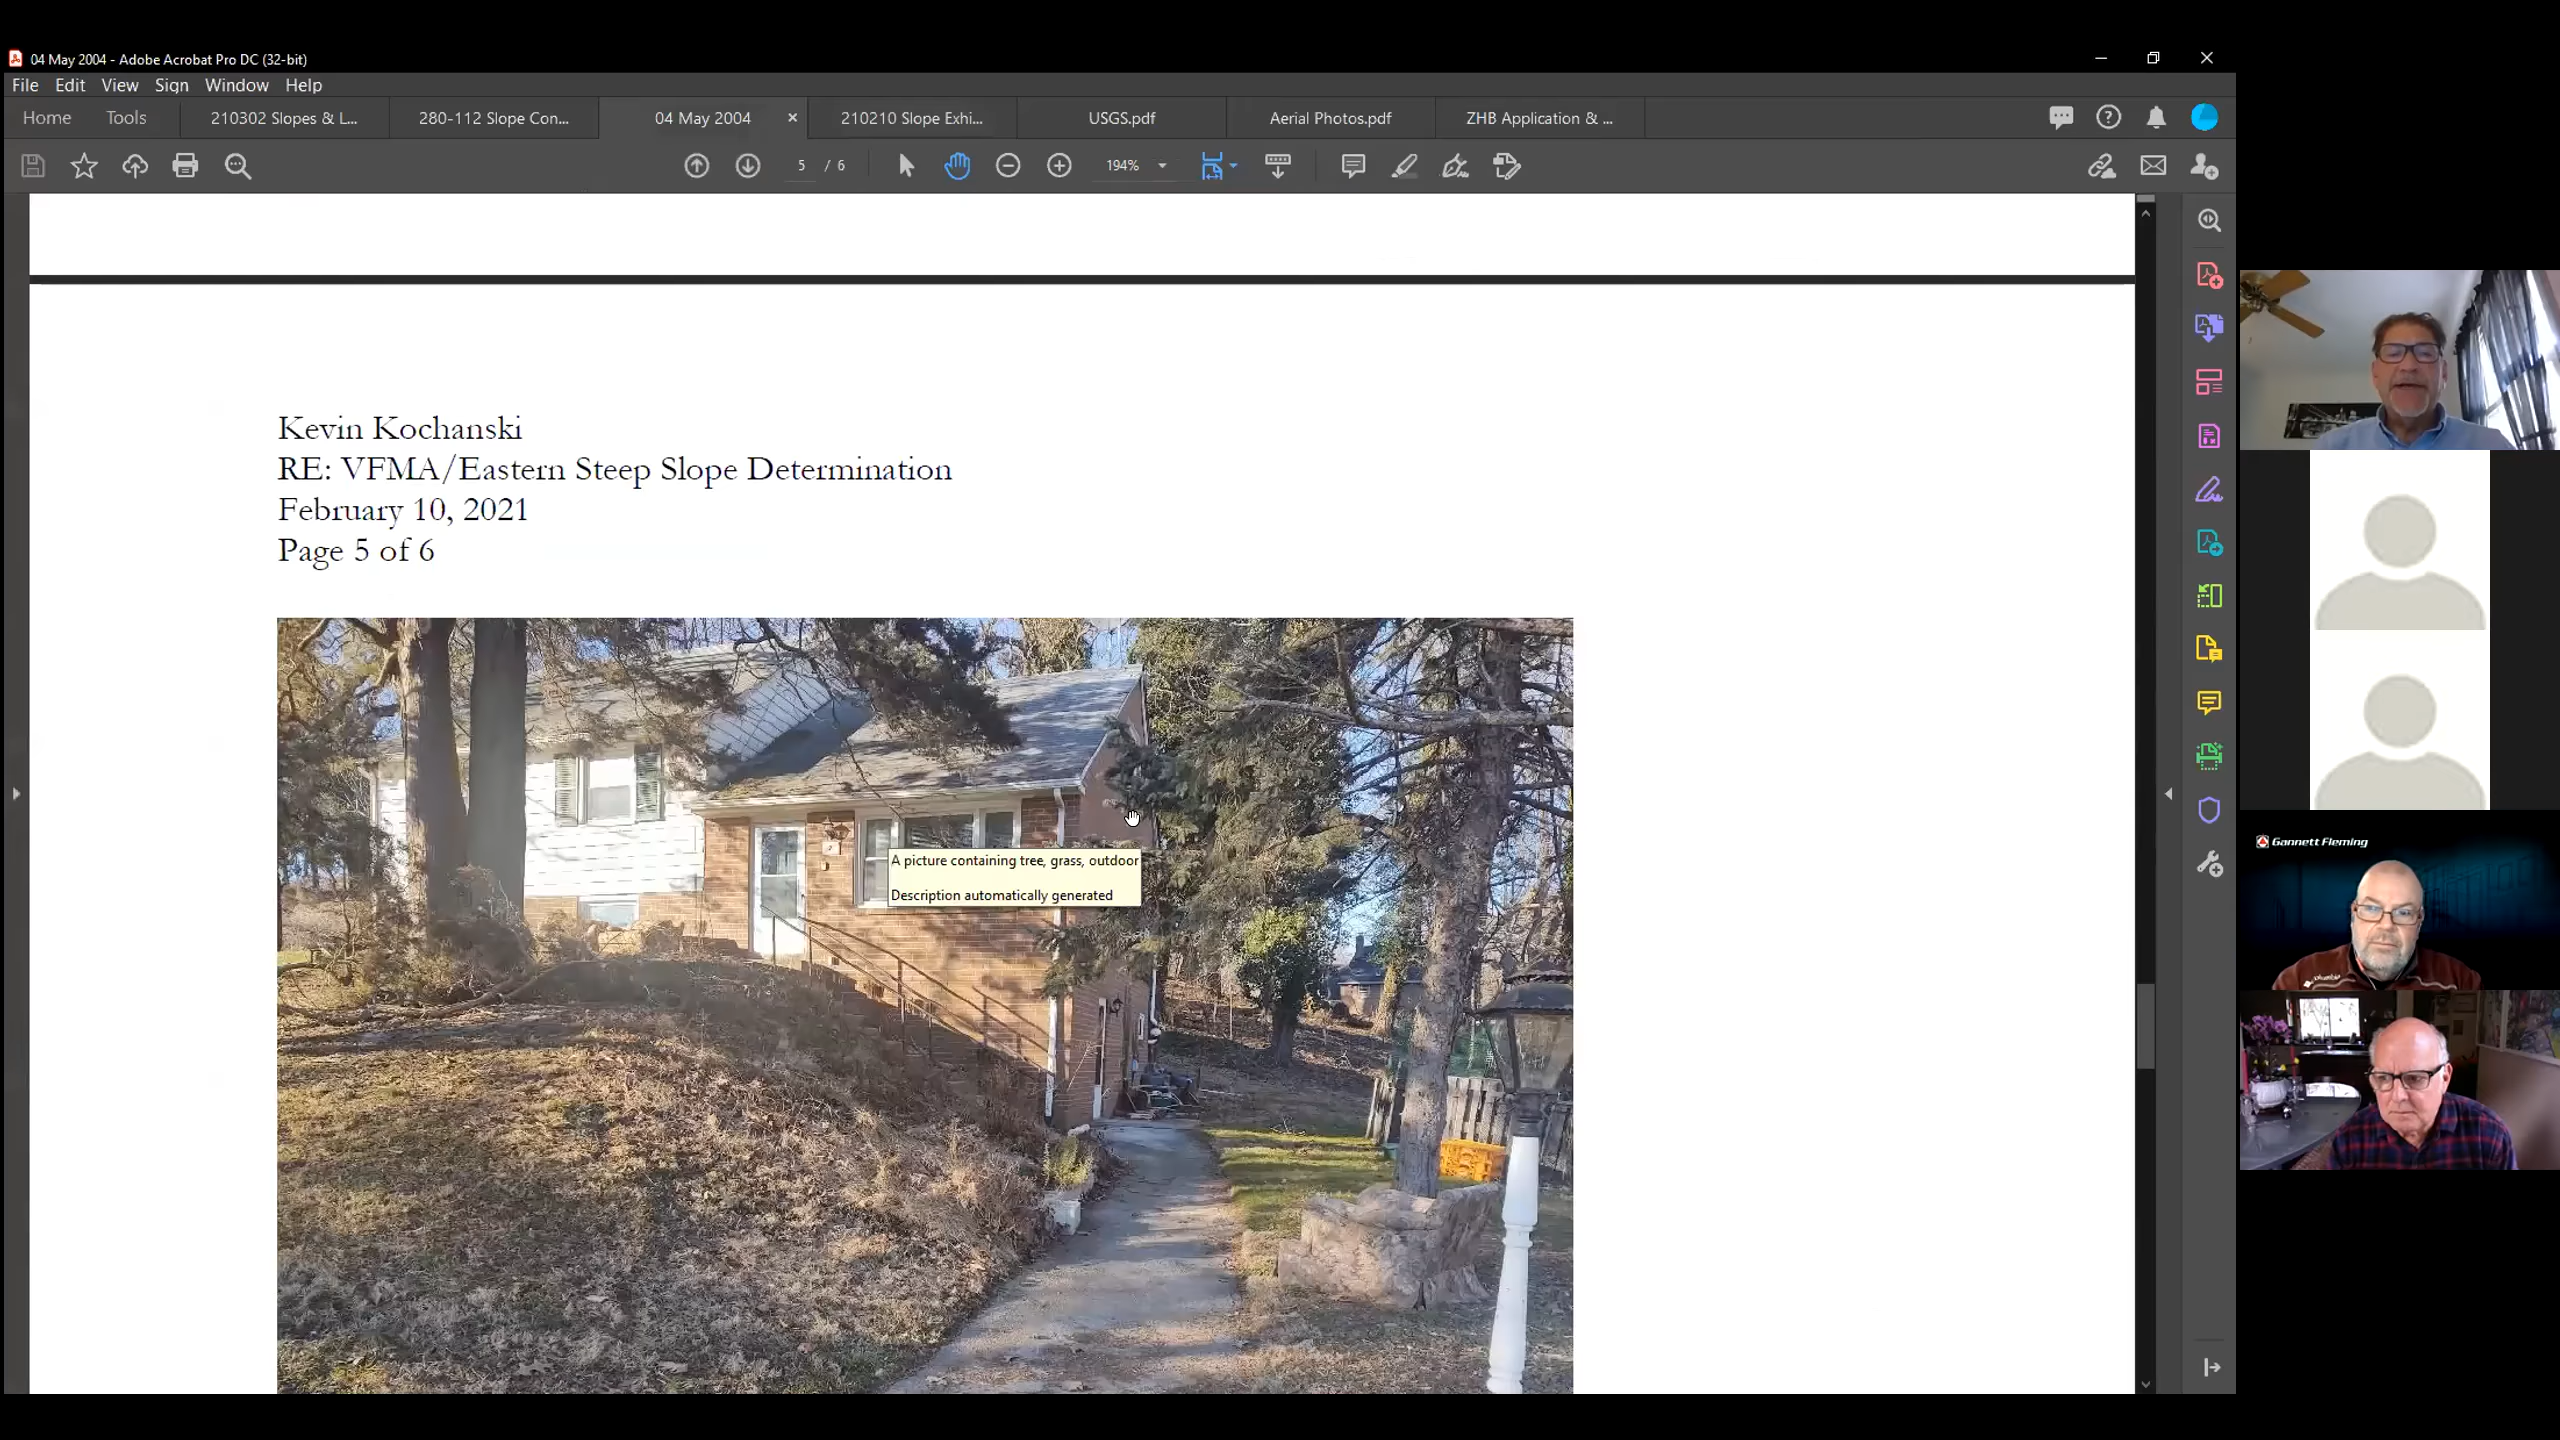 04 May 2004 - Adobe Acrobat Pro DC (32-bit)
File Edit View Sign Window Help
Home Tools 210302 Slopes & L... 280-112 Slope Con... 04 May 2004 × 210210 Slope Exhi... USGS.pdf Aerial Photos.pdf ZHB Application & ...
5 / 6 194%
Kevin Kochanski
RE: VFMA/Eastern Steep Slope Determination
February 10, 2021
Page 5 of 6
A picture containing tree, grass, outdoor
Description automatically generated
Gannett Fleming
Columbia